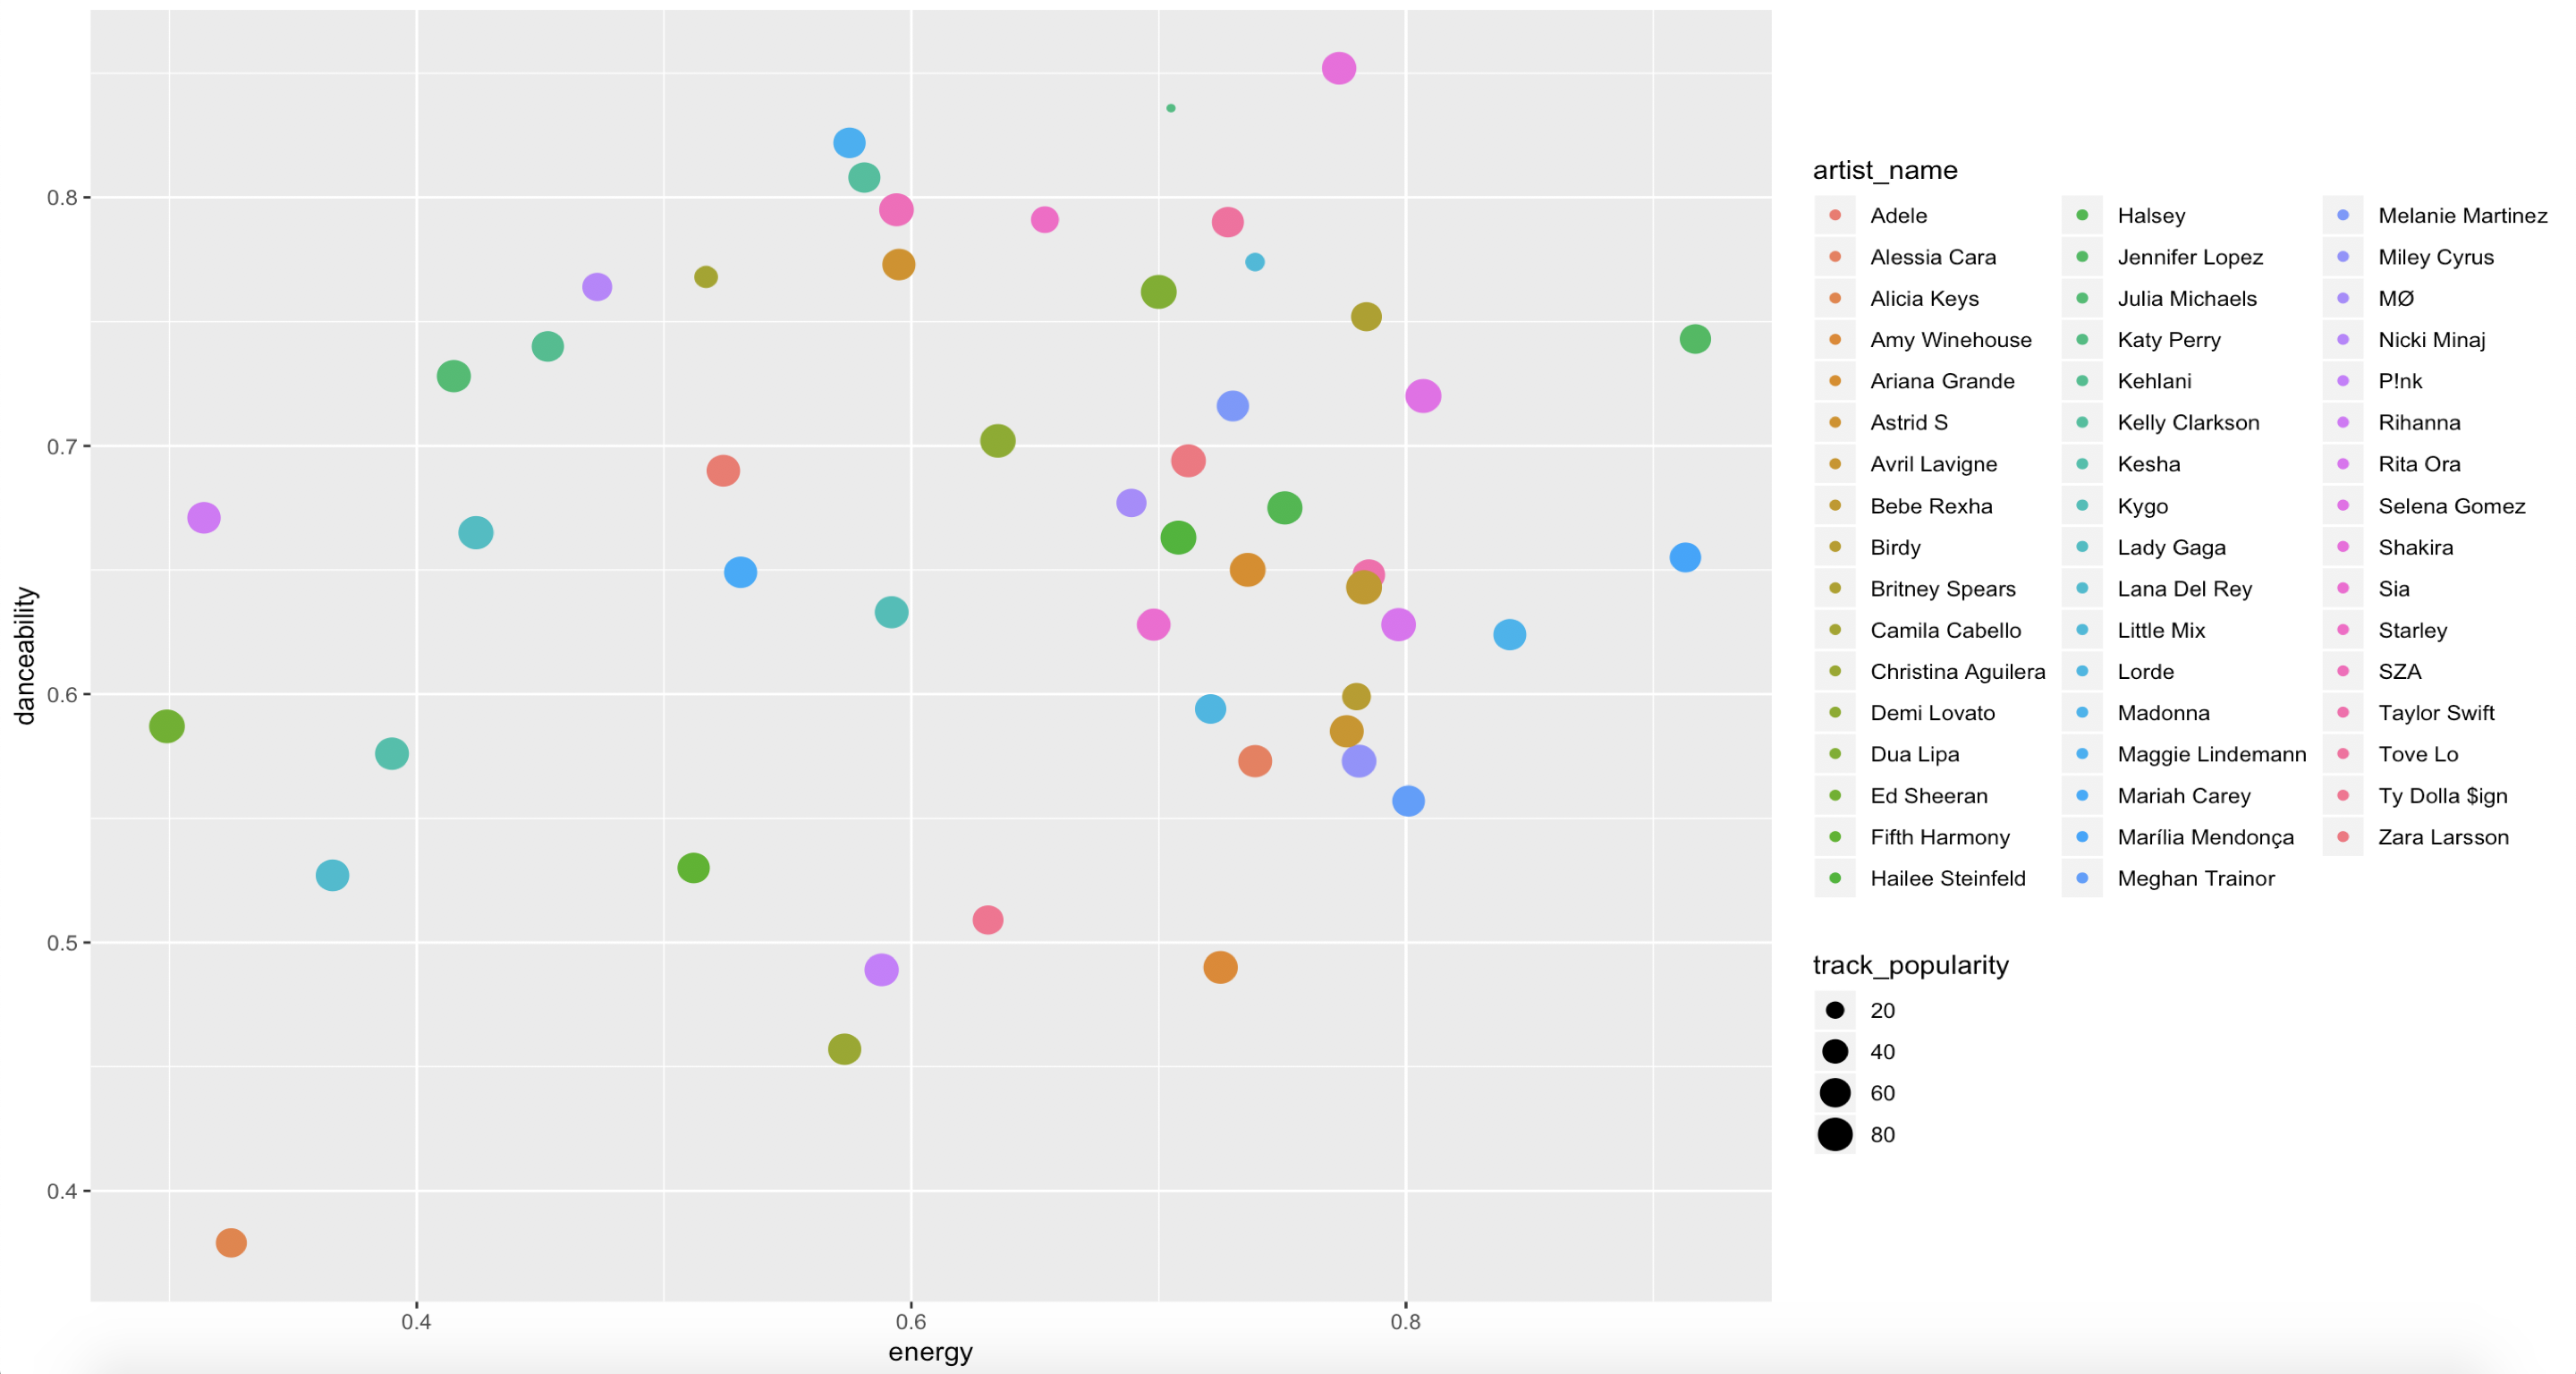 danceability
0.8
0.7
0.6
0.5
0.4
0.4 0.6 0.8
energy
artist_name
Adele
Alessia Cara
Alicia Keys
Amy Winehouse
Ariana Grande
Astrid S
Avril Lavigne
Bebe Rexha
Birdy
Britney Spears
Camila Cabello
Christina Aguilera
Demi Lovato
Dua Lipa
Ed Sheeran
Fifth Harmony
Hailee Steinfeld
Halsey
Jennifer Lopez
Julia Michaels
Katy Perry
Kehlani
Kelly Clarkson
Kesha
Kygo
Lady Gaga
Lana Del Rey
Little Mix
Lorde
Madonna
Maggie Lindemann
Mariah Carey
Marília Mendonça
Meghan Trainor
Melanie Martinez
Miley Cyrus
MØ
Nicki Minaj
P!nk
Rihanna
Rita Ora
Selena Gomez
Shakira
Sia
Starley
SZA
Taylor Swift
Tove Lo
Ty Dolla $ign
Zara Larsson
track_popularity
20
40
60
80